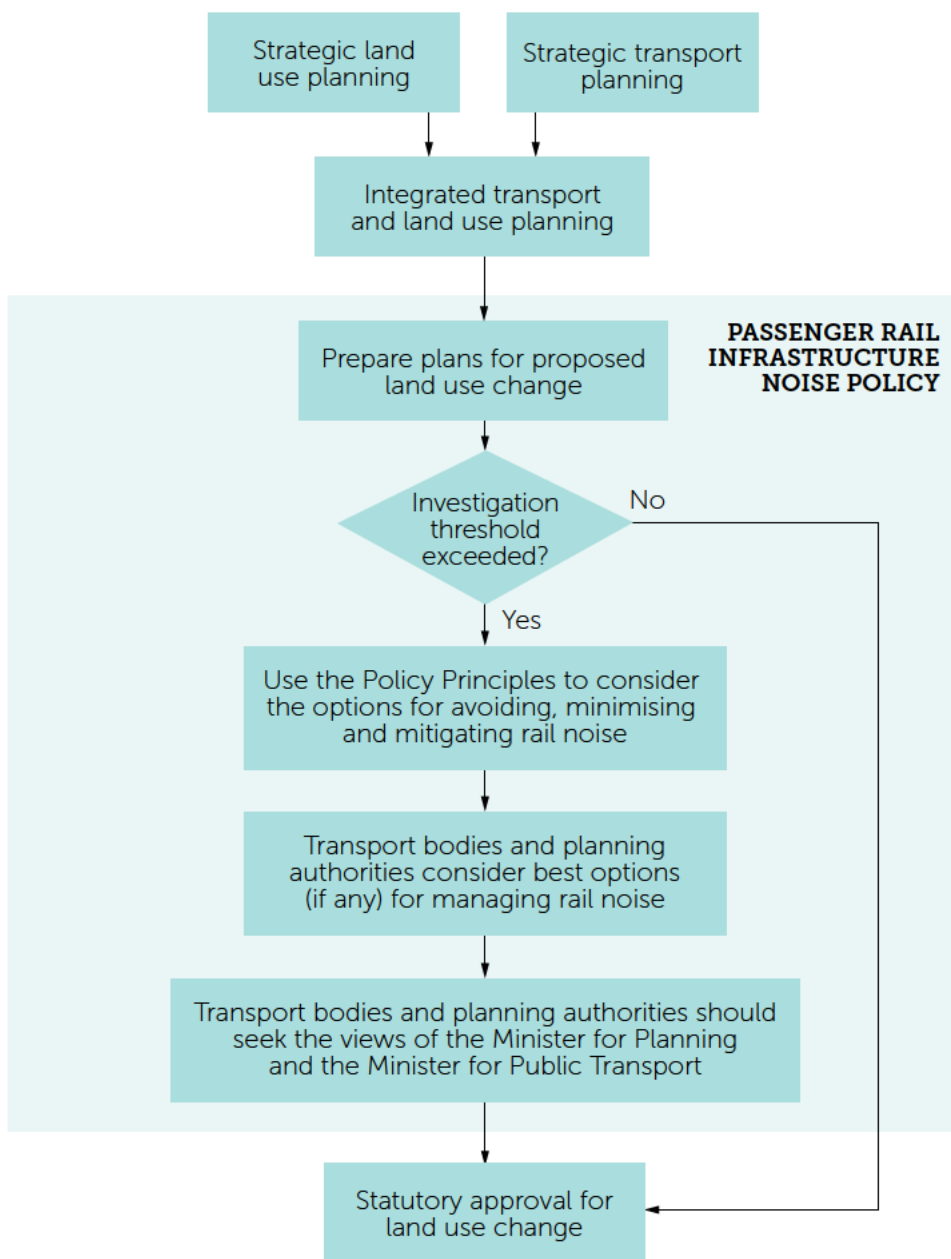 Strategic land
use planning
Strategic transport
planning
Integrated transport
and land use planning
PASSENGER RAIL
INFRASTRUCTURE
NOISE POLICY
Prepare plans for proposed
land use change
Investigation
threshold
exceeded?
No
Yes
Use the Policy Principles to consider
the options for avoiding, minimising
and mitigating rail noise
Transport bodies and planning
authorities consider best options
(if any) for managing rail noise
Transport bodies and planning authorities should
seek the views of the Minister for Planning
and the Minister for Public Transport
Statutory approval for
land use change